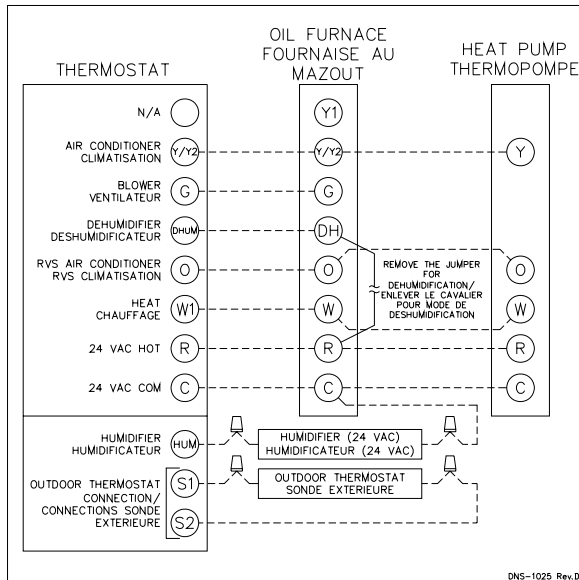 THERMOSTAT
OIL FURNACE
FOURNAISE AU
MAZOUT
HEAT PUMP
THERMOPOMPE
N/A
Y1
AIR CONDITIONER
CLIMATISATION
Y/Y2
Y/Y2
Y
BLOWER
VENTILATEUR
G
G
DEHUMIDIFIER
DESHUMIDIFICATEUR
DHUM
DH
RVS AIR CONDITIONER
RVS CLIMATISATION
O
O
O
REMOVE THE JUMPER
FOR
DEHUMIDIFICATION/
ENLEVER LE CAVALIER
POUR MODE DE
DESHUMIDIFICATION
HEAT
CHAUFFAGE
W1
W
W
24 VAC HOT
R
R
R
24 VAC COM
C
C
C
HUMIDIFIER
HUMIDIFICATEUR
HUM
HUMIDIFIER (24 VAC)
HUMIDIFICATEUR (24 VAC)
OUTDOOR THERMOSTAT
CONNECTION/
CONNECTIONS SONDE
EXTERIEURE
S1
S2
OUTDOOR THERMOSTAT
SONDE EXTERIEURE
DNS-1025 Rev.D